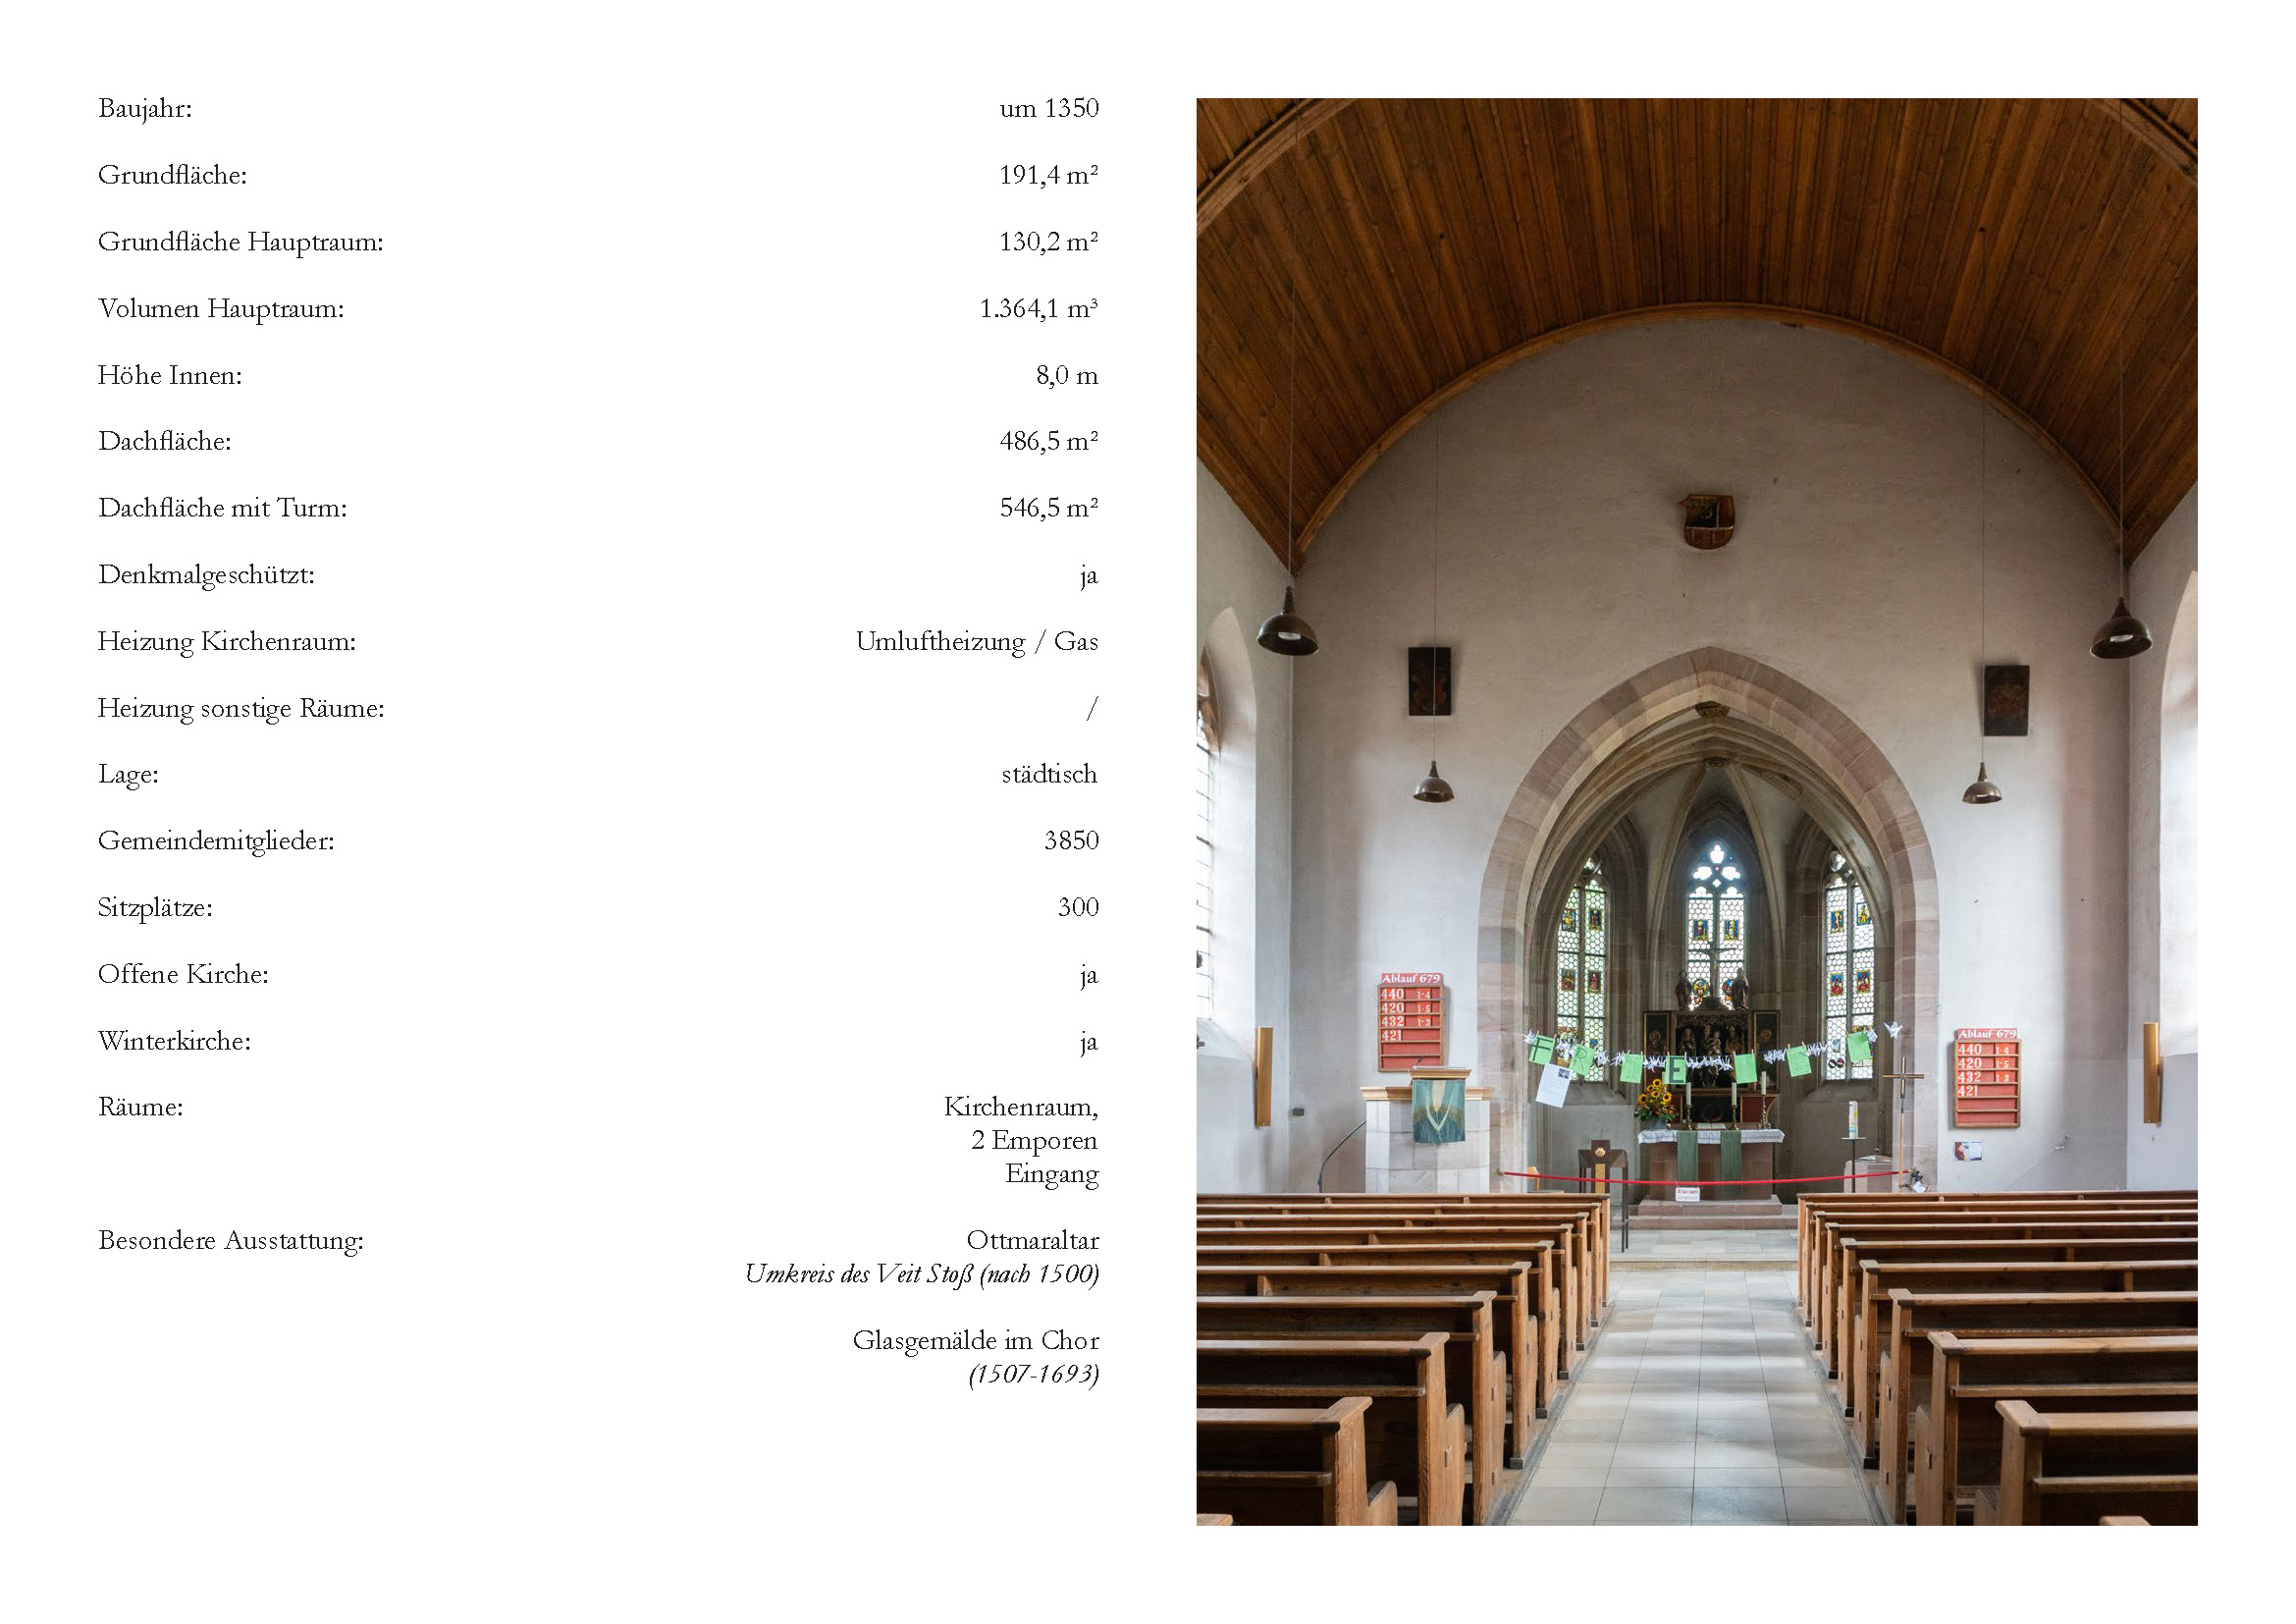 Baujahr: um 1350
Grundfläche: 191,4 m²
Grundfläche Hauptraum: 130,2 m²
Volumen Hauptraum: 1.364,1 m³
Höhe Innen: 8,0 m
Dachfläche: 486,5 m²
Dachfläche mit Turm: 546,5 m²
Denkmalgeschützt: ja
Heizung Kirchenraum: Umluftheizung / Gas
Heizung sonstige Räume: /
Lage: städtisch
Gemeindemitglieder: 3850
Sitzplätze: 300
Offene Kirche: ja
Winterkirche: ja
Räume: Kirchenraum,
2 Emporen
Eingang
Besondere Ausstattung: Ottmaraltar
Umkreis des Veit Stoß (nach 1500)
Glasgemälde im Chor
(1507-1693)
Ablauf 679
440 1-4
420 1-5
432 1-3
421
F R I E
Ablauf 679
440 1-4
420 1-5
432 1-3
421